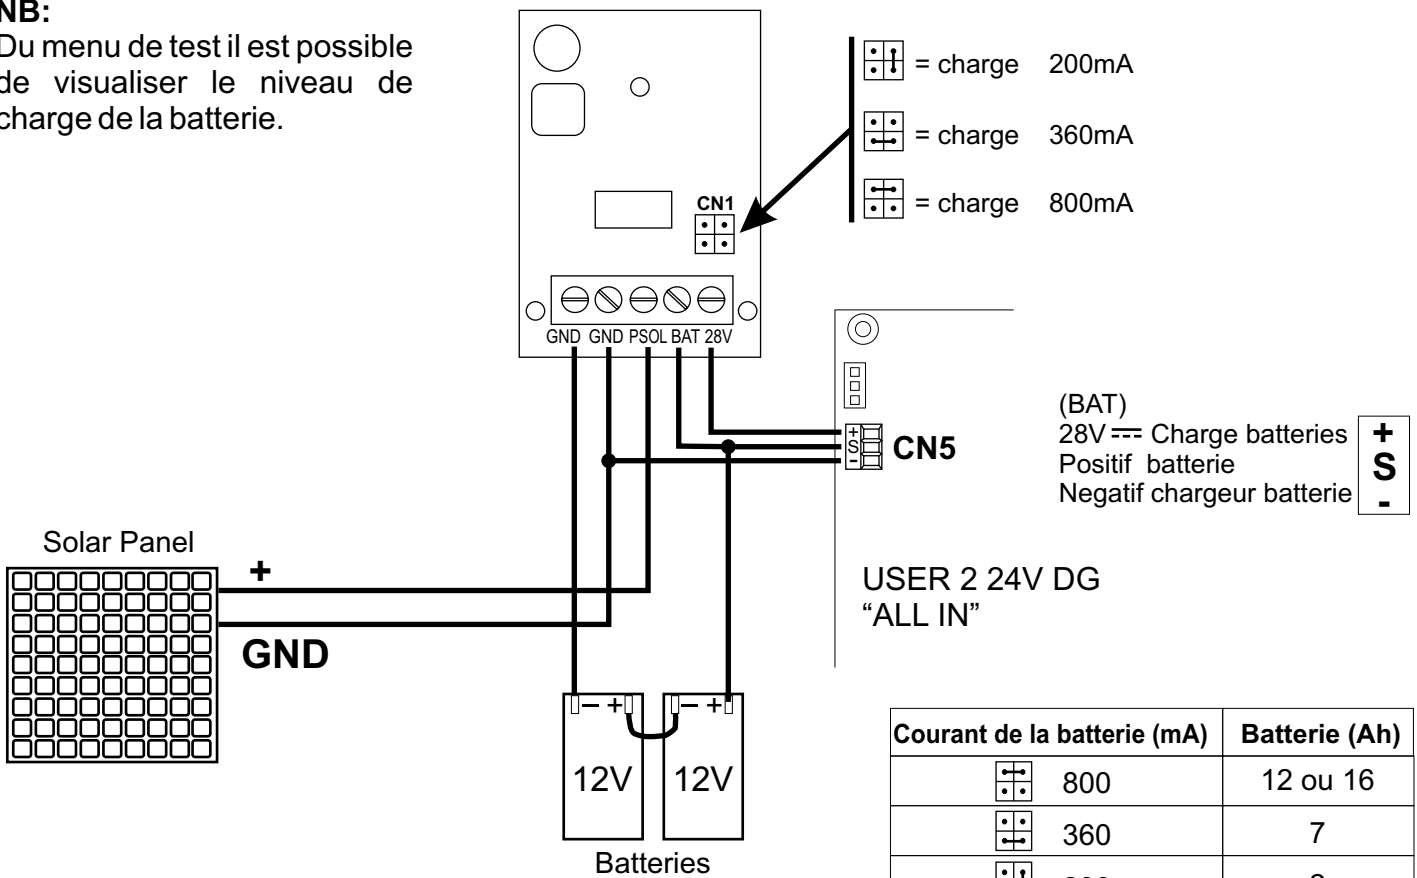 NB:
Du menu de test il est possible
de visualiser le niveau de
charge de la batterie.
CN1
= charge 200mA
= charge 360mA
= charge 800mA
GND GND PSOL BAT 28V
+
S
-
CN5
(BAT)
28V Charge batteries
Positif batterie
Negatif chargeur batterie
+
S
-
Solar Panel
+
GND
USER 2 24V DG
“ALL IN”
– + – +
12V 12V
Batteries
Courant de la batterie (mA) Batterie (Ah)
800 12 ou 16
360 7